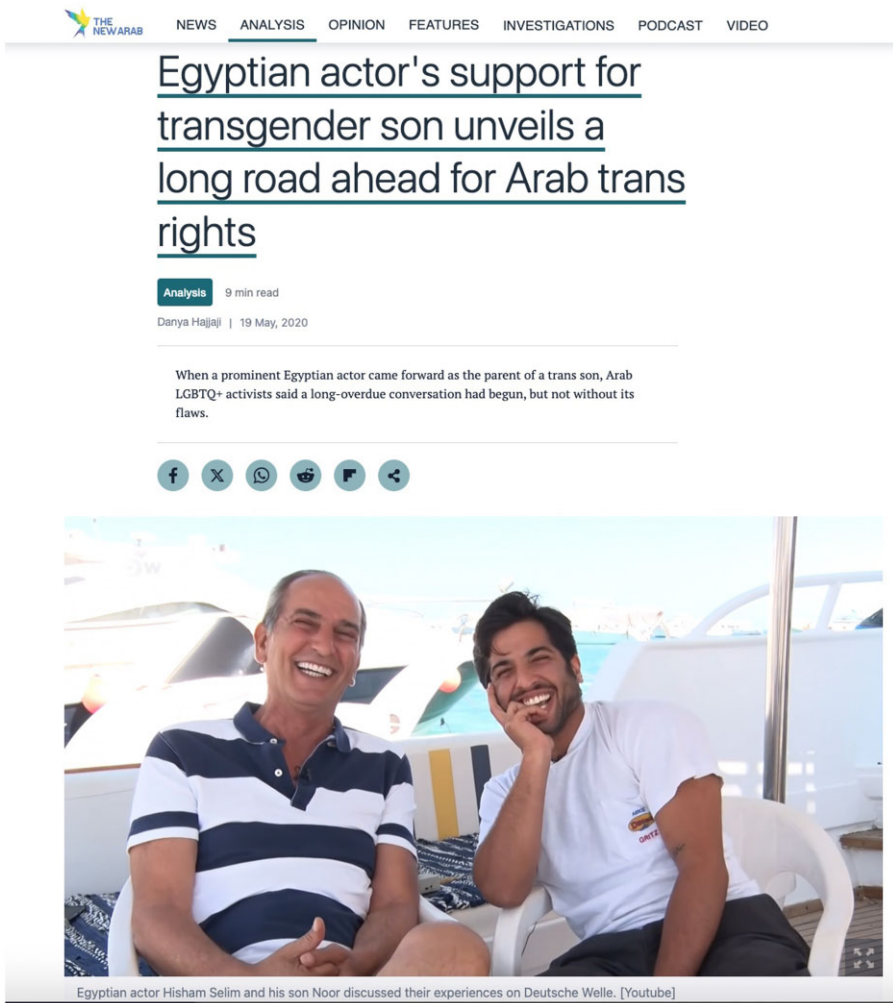 THE
NEW ARAB
NEWS ANALYSIS OPINION FEATURES INVESTIGATIONS PODCAST VIDEO
Egyptian actor's support for
transgender son unveils a
long road ahead for Arab trans
rights
Analysis 9 min read
Danya Hajjaji | 19 May, 2020
When a prominent Egyptian actor came forward as the parent of a trans son, Arab
LGBTQ+ activists said a long-overdue conversation had begun, but not without its
flaws.
Egyptian actor Hisham Selim and his son Noor discussed their experiences on Deutsche Welle. [Youtube]